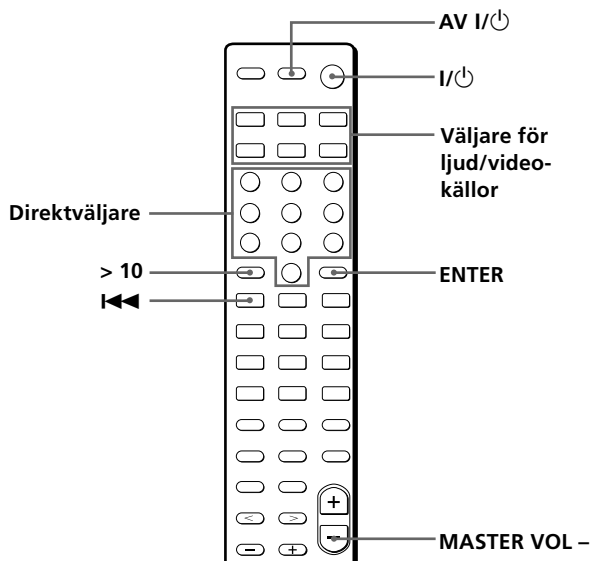 AV I/⏻
I/⏻
Väljare för
ljud/video-
källor
Direktväljare
> 10
ENTER
⏮
+
< >
–
– +
MASTER VOL –